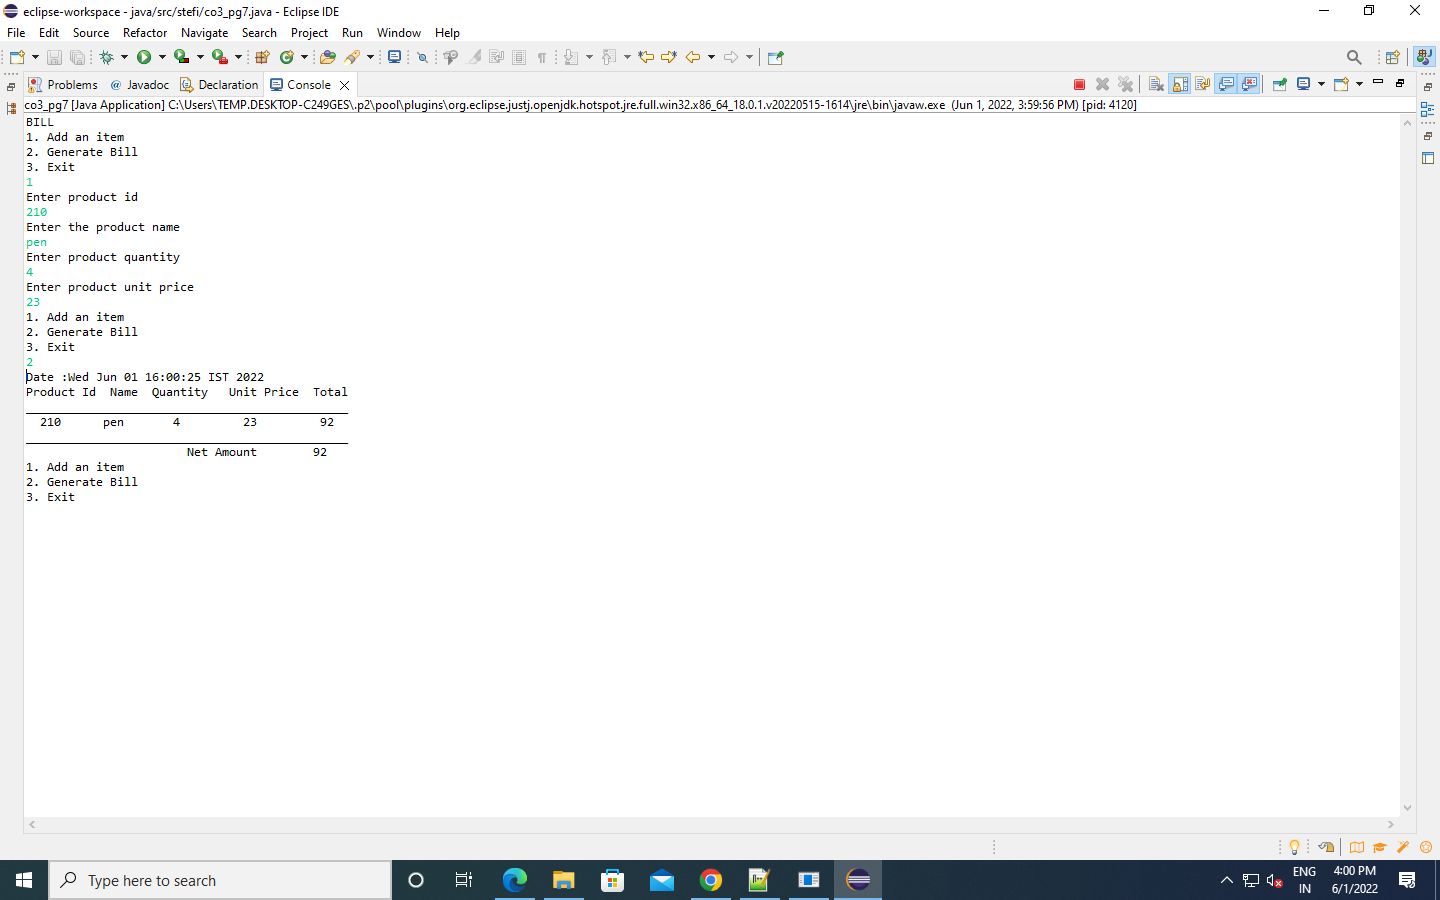 eclipse-workspace - java/src/stefi/co3_pg7.java - Eclipse IDE
File Edit Source Refactor Navigate Search Project Run Window Help
Problems @ Javadoc Declaration Console
co3_pg7 [Java Application] C:\Users\TEMP.DESKTOP-C249GES\.p2\pool\plugins\org.eclipse.justj.openjdk.hotspot.jre.full.win32.x86_64_18.0.1.v20220515-1614\jre\bin\javaw.exe (Jun 1, 2022, 3:59:56 PM) [pid: 4120]
BILL
1. Add an item
2. Generate Bill
3. Exit
1
Enter product id
210
Enter the product name
pen
Enter product quantity
4
Enter product unit price
23
1. Add an item
2. Generate Bill
3. Exit
2
Date :Wed Jun 01 16:00:25 IST 2022
Product Id Name Quantity Unit Price Total
210 pen 4 23 92
Net Amount 92
1. Add an item
2. Generate Bill
3. Exit
Type here to search
ENG 4:00 PM
IN 6/1/2022